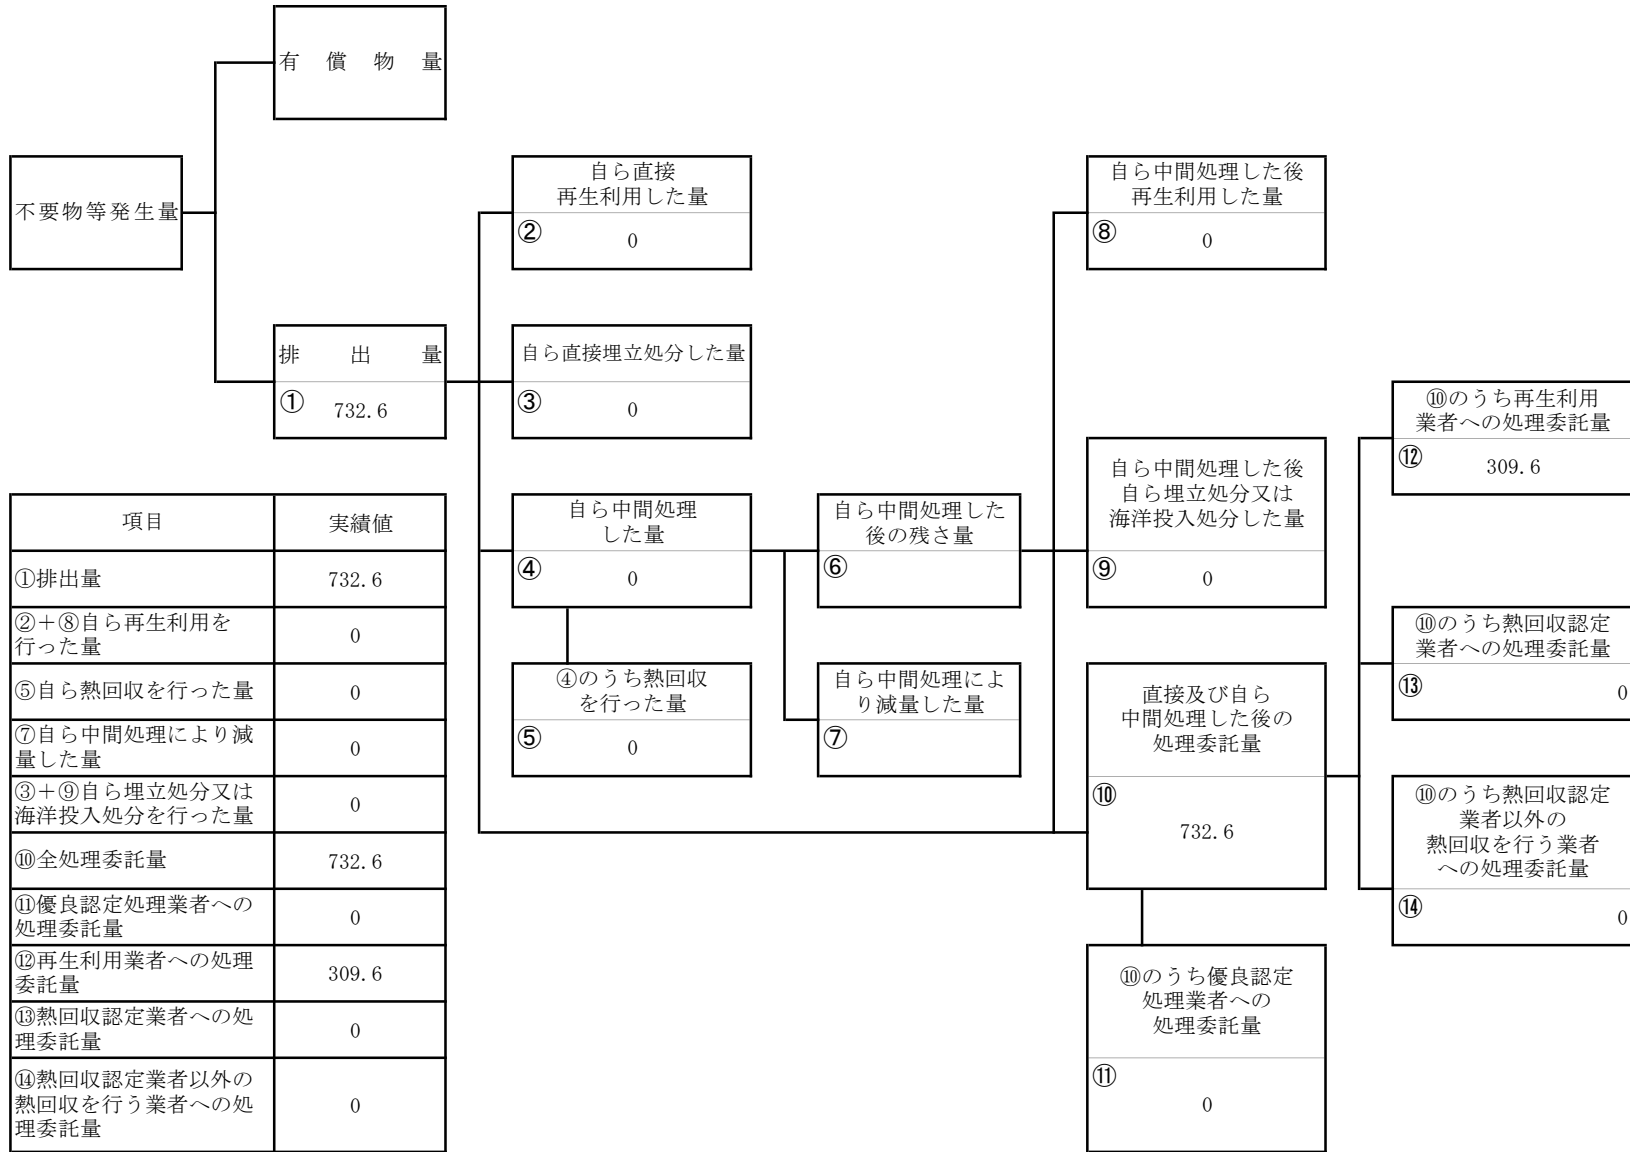 有償物量
不要物等発生量
排出量
①
732.6
自ら直接
再生利用した量
②
0
自ら直接埋立処分した量
③
0
自ら中間処理
した量
④
0
④のうち熱回収
を行った量
⑤
0
自ら中間処理した
後の残さ量
⑥
自ら中間処理によ
り減量した量
⑦
自ら中間処理した後
再生利用した量
⑧
0
自ら中間処理した後
自ら埋立処分又は
海洋投入処分した量
⑨
0
直接及び自ら
中間処理した後の
処理委託量
⑩
732.6
⑩のうち優良認定
処理業者への
処理委託量
⑪
0
⑩のうち再生利用
業者への処理委託量
⑫
309.6
⑩のうち熱回収認定
業者への処理委託量
⑬
0
⑩のうち熱回収認定
業者以外の
熱回収を行う業者
への処理委託量
⑭
0
項目 実績値
①排出量 732.6
②+⑧自ら再生利用を
行った量 0
⑤自ら熱回収を行った量 0
⑦自ら中間処理により減
量した量 0
③+⑨自ら埋立処分又は
海洋投入処分を行った量 0
⑩全処理委託量 732.6
⑪優良認定処理業者への
処理委託量 0
⑫再生利用業者への処理
委託量 309.6
⑬熱回収認定業者への処
理委託量 0
⑭熱回収認定業者以外の
熱回収を行う業者への処
理委託量 0